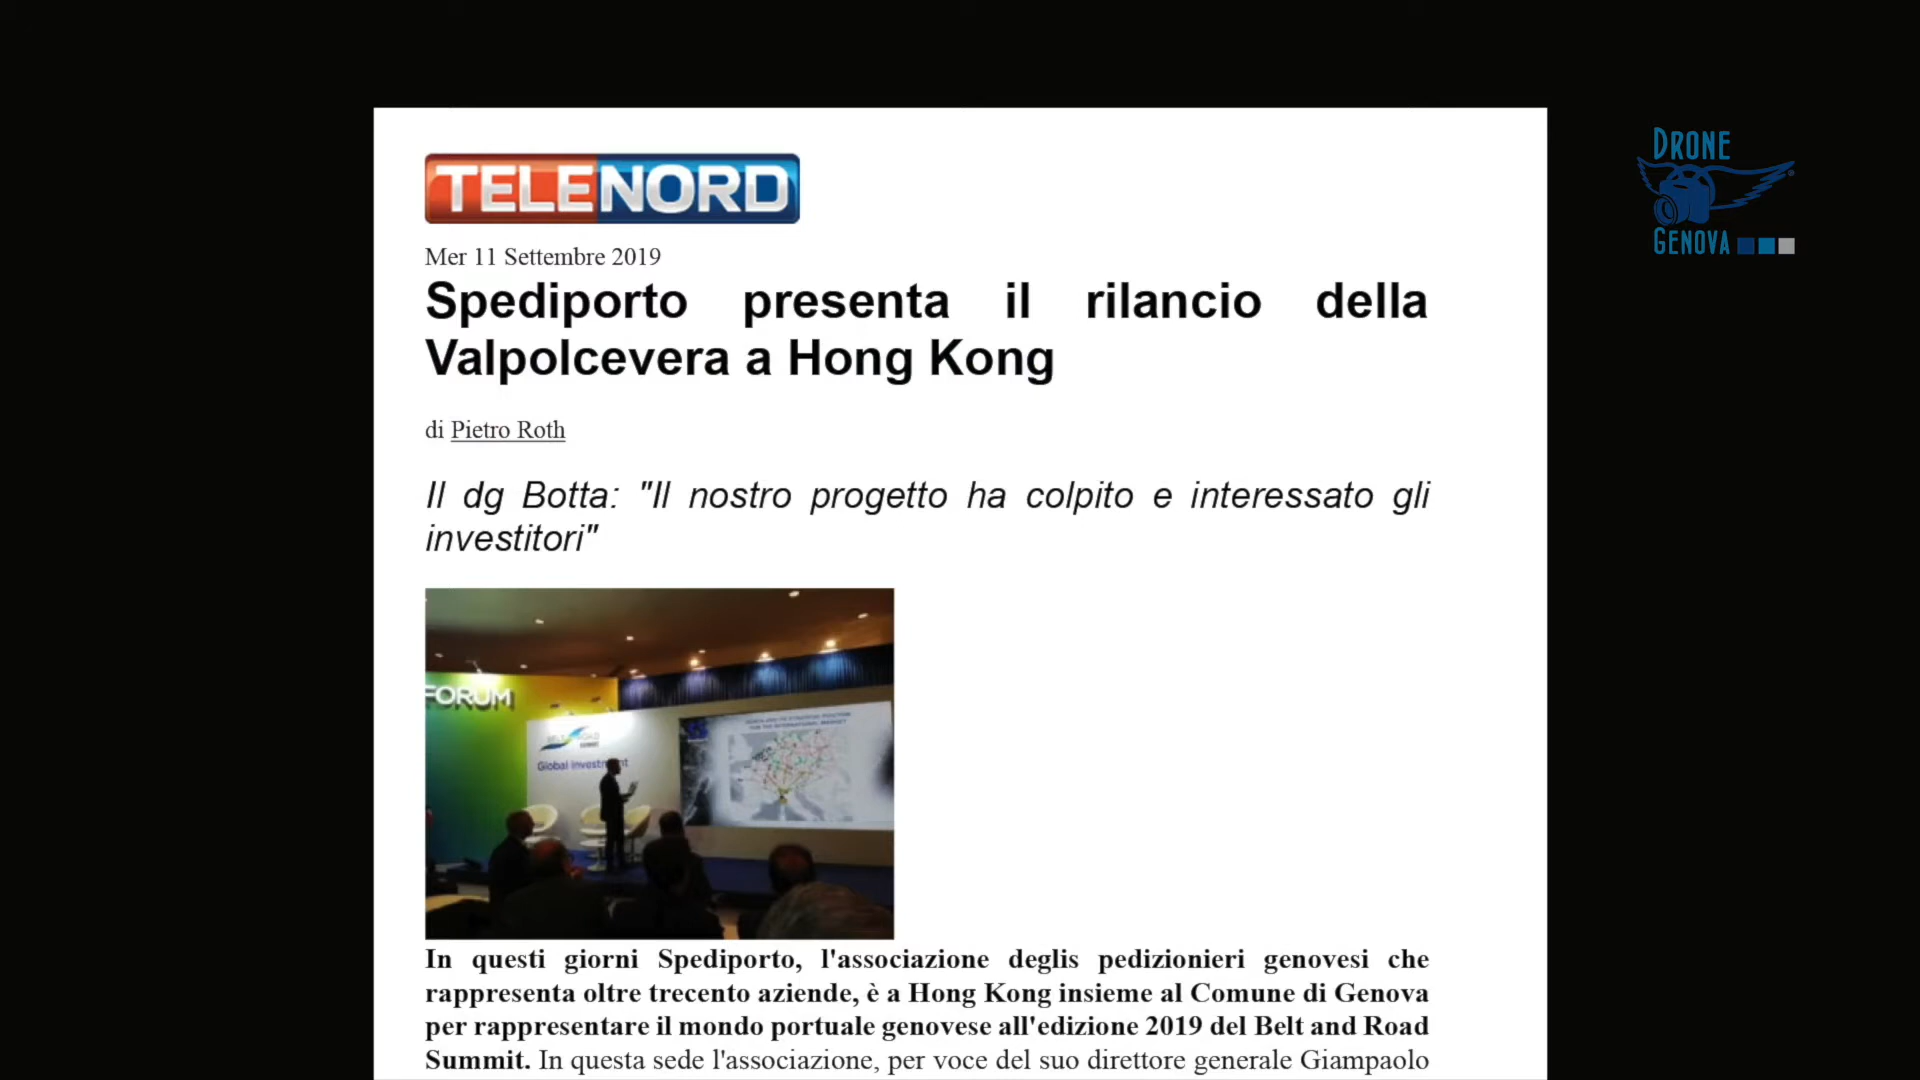 TELENORD
Mer 11 Settembre 2019
Spediporto presenta il rilancio della
Valpolcevera a Hong Kong
di Pietro Roth
Il dg Botta: "Il nostro progetto ha colpito e interessato gli
investitori"
FORUM
BELT ROAD
SUMMIT
Global Investment
In questi giorni Spediporto, l'associazione deglis pedizionieri genovesi che
rappresenta oltre trecento aziende, è a Hong Kong insieme al Comune di Genova
per rappresentare il mondo portuale genovese all'edizione 2019 del Belt and Road
Summit. In questa sede l'associazione, per voce del suo direttore generale Giampaolo
DRONE
GENOVA